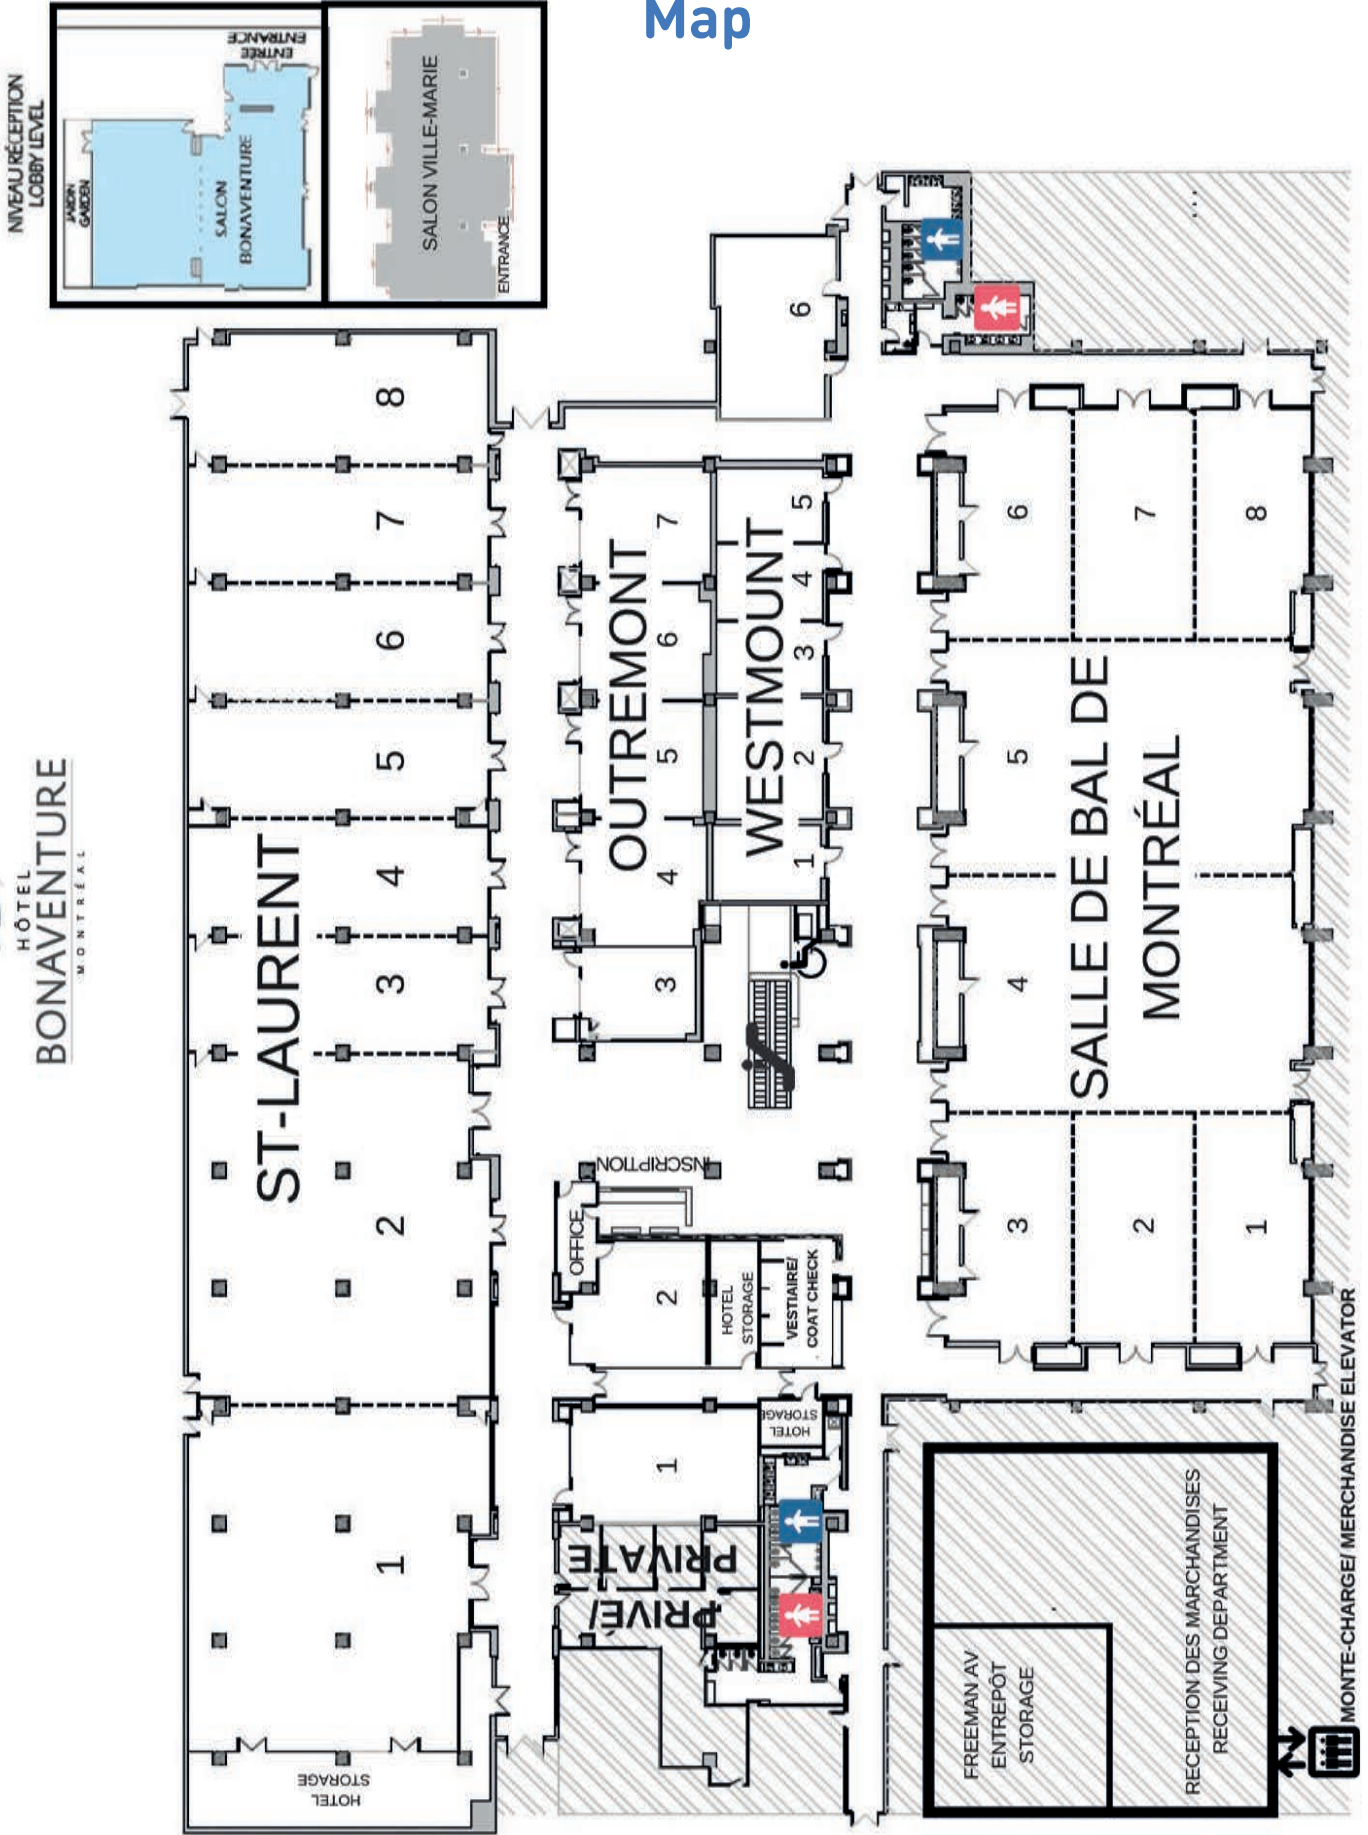 Map
NIVEAU RÉCEPTION
LOBBY LEVEL
JARDIN
GARDEN
SALON
BONAVENTURE
ENTRÉE
ENTRANCE
SALON VILLE-MARIE
ENTRANCE
HÔTEL
BONAVENTURE
MONTRÉAL
ST-LAURENT
1
2
3
4
5
6
7
8
HOTEL
STORAGE
OUTREMONT
1
2
3
4
5
6
7
OFFICE
INSCRIPTION
HOTEL
STORAGE
VESTIAIRE/
COAT CHECK
HOTEL
STORAGE
PRIVÉ/
PRIVATE
WESTMOUNT
1
2
3
4
5
6
SALLE DE BAL DE
MONTRÉAL
1
2
3
4
5
6
7
8
FREEMAN AV
ENTREPÔT
STORAGE
RECEPTION DES MARCHANDISES
RECEIVING DEPARTMENT
MONTE-CHARGE/ MERCHANDISE ELEVATOR